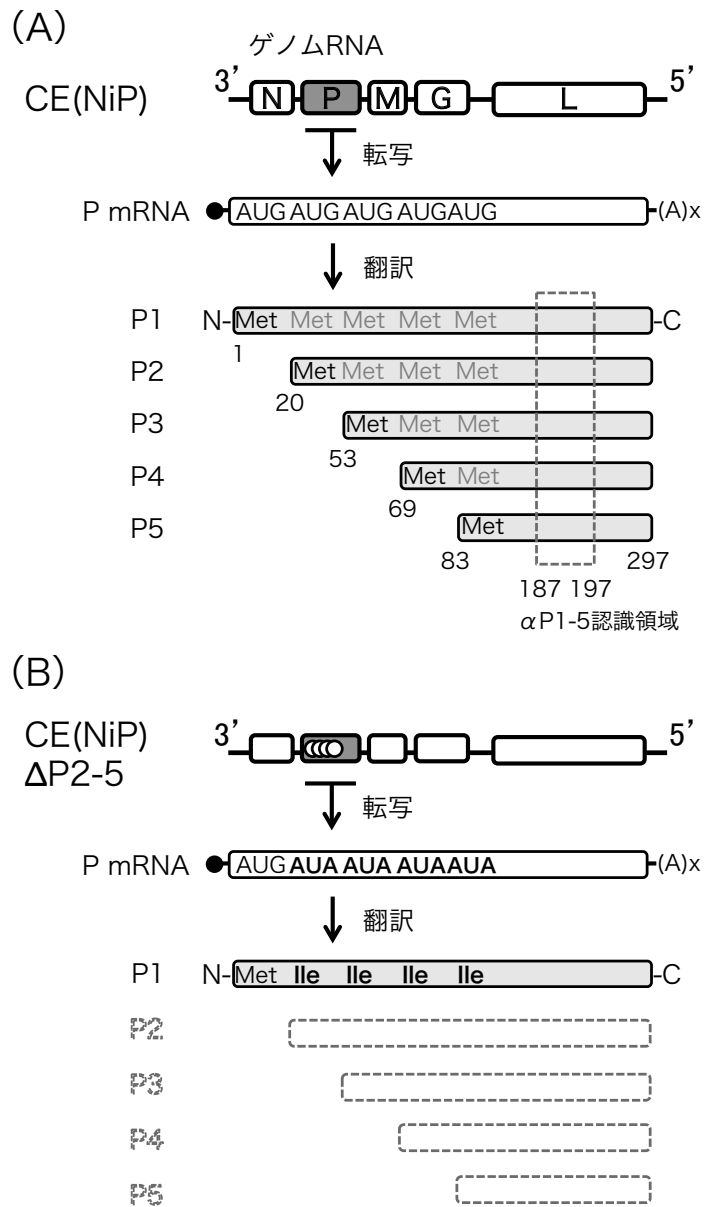 (A)
ゲノムRNA
CE(NiP) 3’ N P M G L 5’
転写
P mRNA AUG AUG AUG AUGAUG (A)x
翻訳
P1 N- Met Met Met Met Met -C
1
P2 Met Met Met Met
20
P3 Met Met Met
53
P4 Met Met
69
P5 Met
83 297
187 197
αP1-5認識領域
(B)
CE(NiP) 3’ 5’
ΔP2-5
転写
P mRNA AUG AUA AUA AUAAUA (A)x
翻訳
P1 N- Met Ile Ile Ile Ile -C
P2
P3
P4
P5